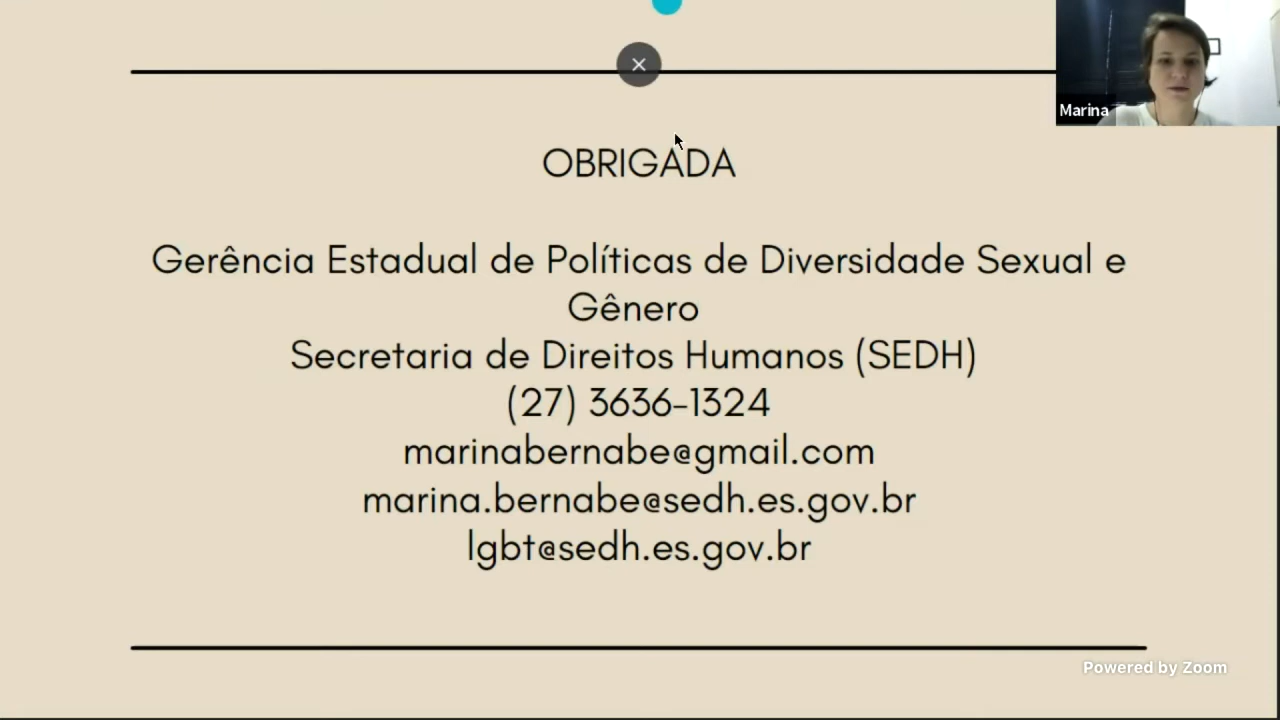 Marina
OBRIGADA
Gerência Estadual de Políticas de Diversidade Sexual e
Gênero
Secretaria de Direitos Humanos (SEDH)
(27) 3636-1324
marinabernabe@gmail.com
marina.bernabe@sedh.es.gov.br
lgbt@sedh.es.gov.br
Powered by Zoom